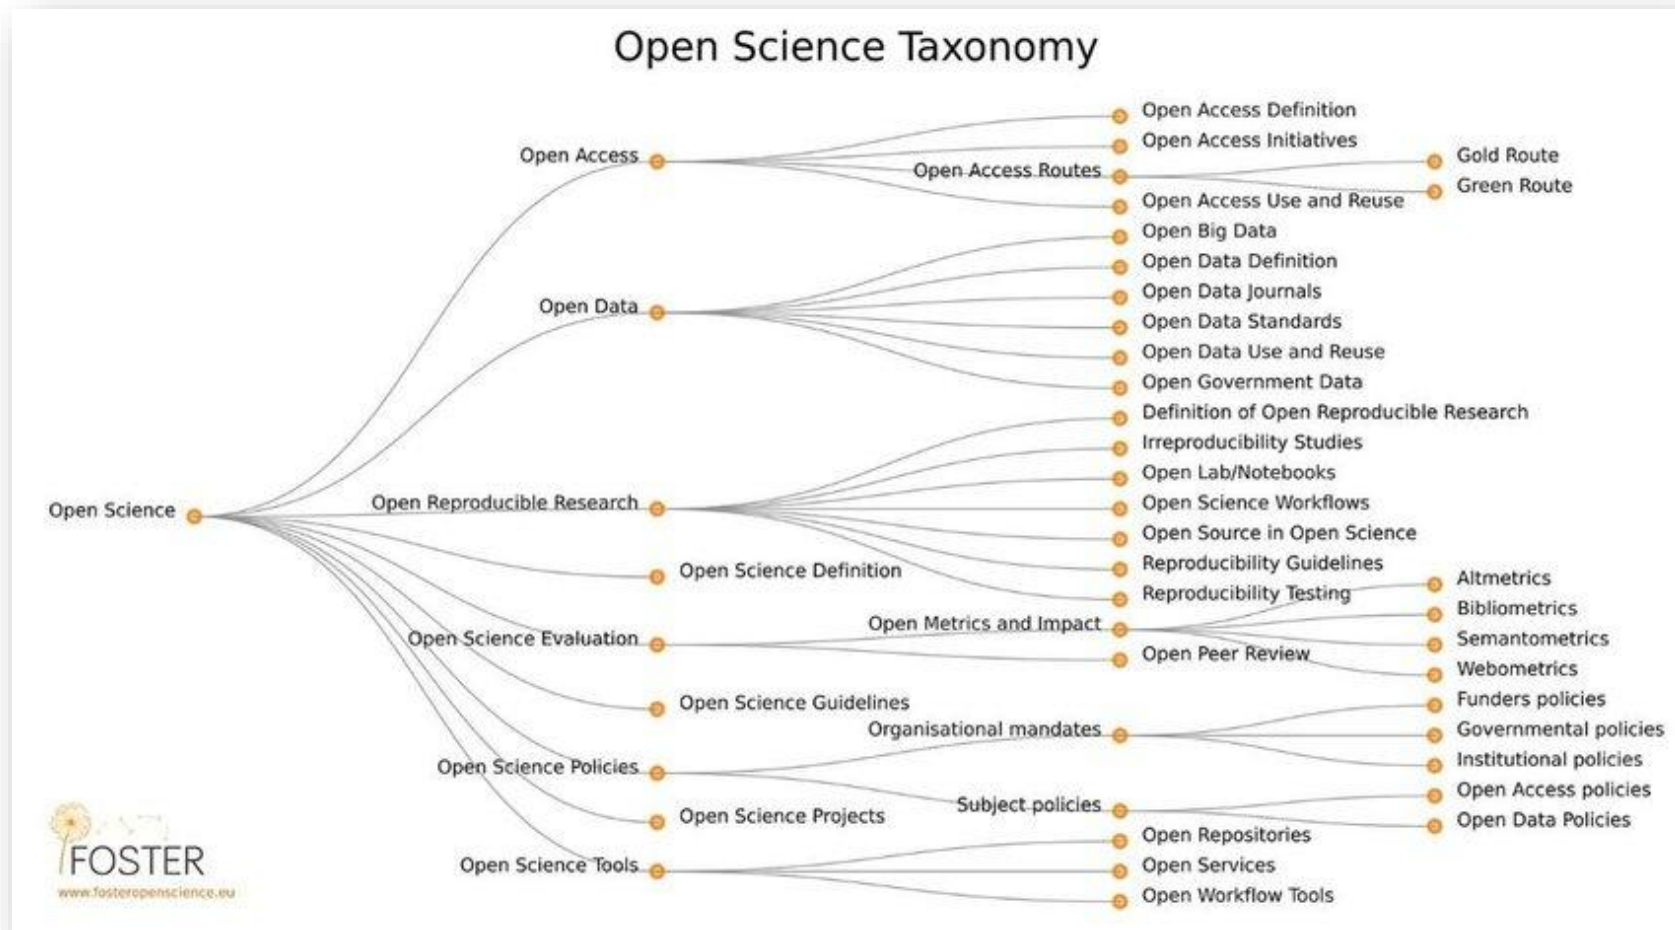 Open Science Taxonomy
Open Science
Open Access
Open Access Definition
Open Access Initiatives
Open Access Routes
Gold Route
Green Route
Open Access Use and Reuse
Open Data
Open Big Data
Open Data Definition
Open Data Journals
Open Data Standards
Open Data Use and Reuse
Open Government Data
Open Reproducible Research
Definition of Open Reproducible Research
Irreproducibility Studies
Open Lab/Notebooks
Open Science Workflows
Open Source in Open Science
Reproducibility Guidelines
Reproducibility Testing
Open Science Definition
Open Science Evaluation
Open Metrics and Impact
Altmetrics
Bibliometrics
Semantometrics
Webometrics
Open Peer Review
Open Science Guidelines
Open Science Policies
Organisational mandates
Funders policies
Governmental policies
Institutional policies
Subject policies
Open Access policies
Open Data Policies
Open Science Projects
Open Science Tools
Open Repositories
Open Services
Open Workflow Tools
FOSTER
www.fosteropenscience.eu